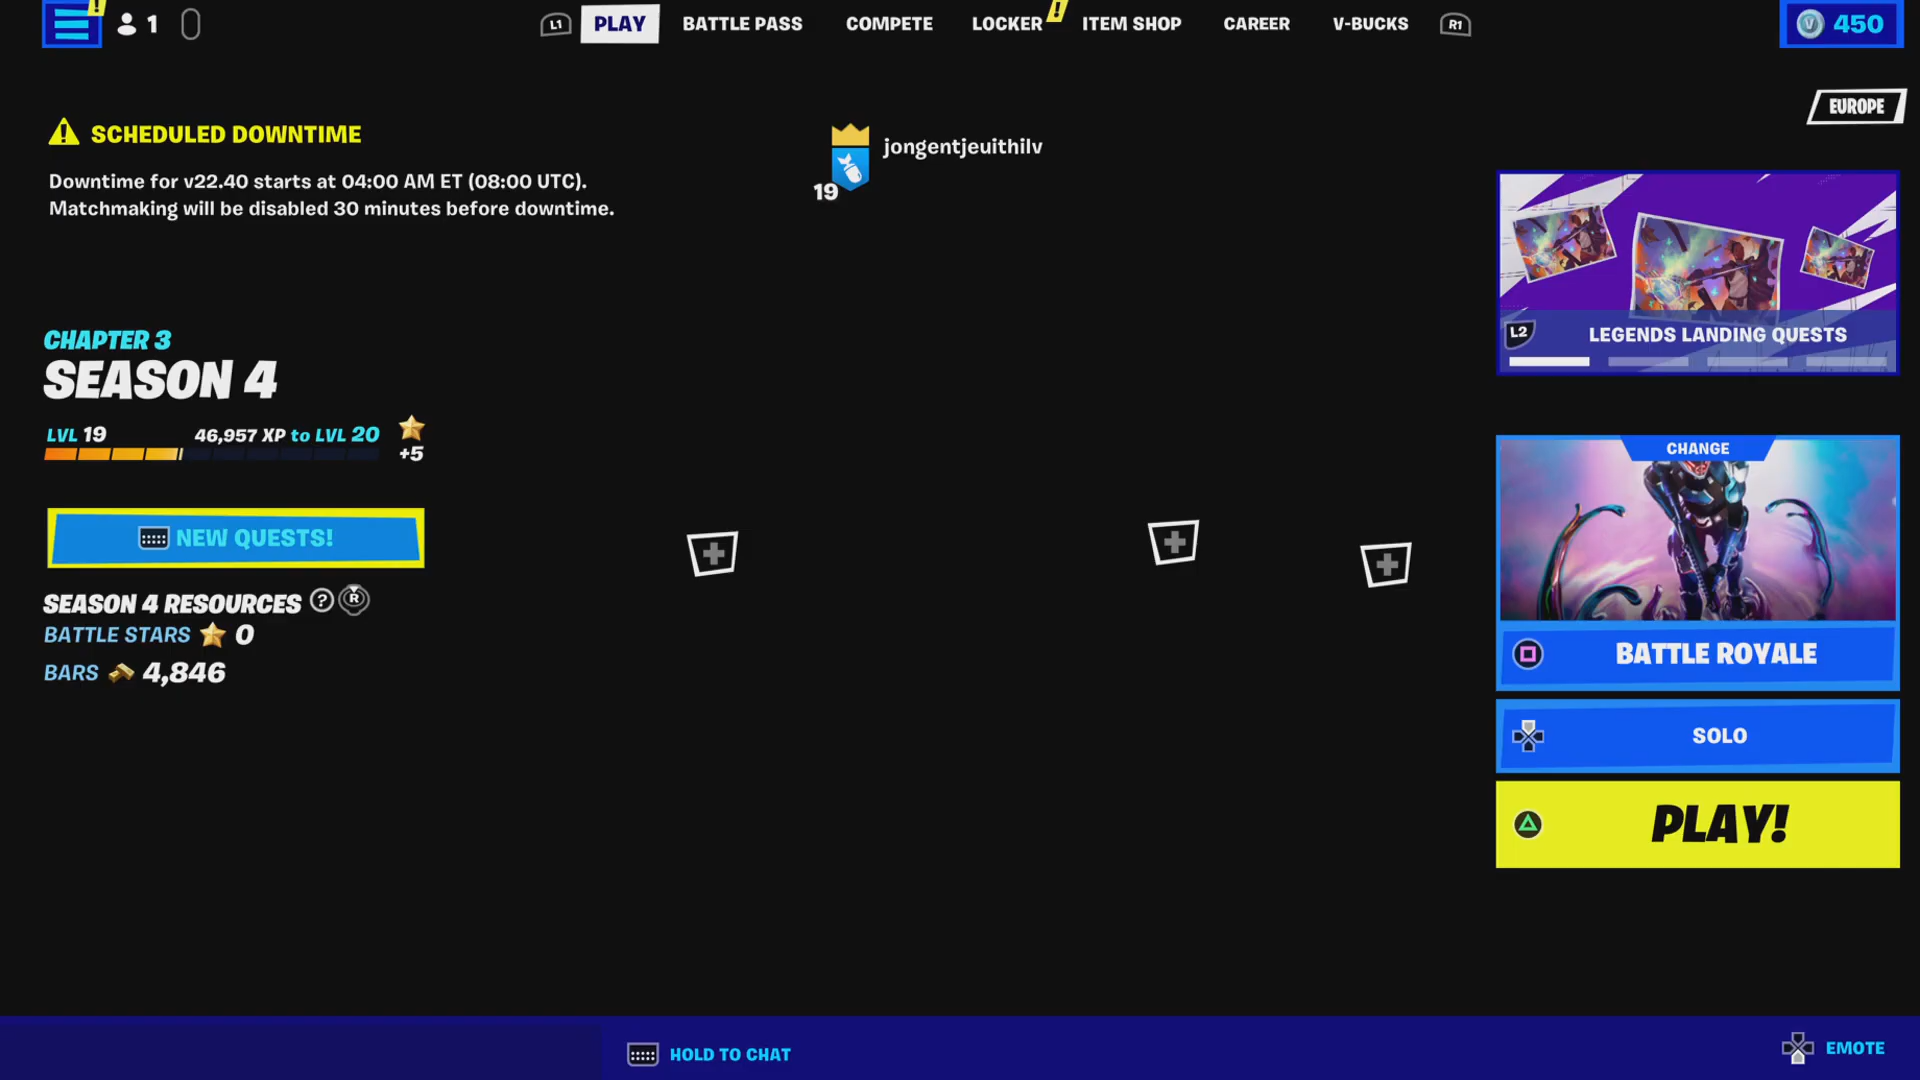 1
L1
PLAY
BATTLE PASS
COMPETE
LOCKER
ITEM SHOP
CAREER
V-BUCKS
R1
450
EUROPE
SCHEDULED DOWNTIME
Downtime for v22.40 starts at 04:00 AM ET (08:00 UTC).
Matchmaking will be disabled 30 minutes before downtime.
jongentjeuithilv
19
L2
LEGENDS LANDING QUESTS
CHAPTER 3
SEASON 4
LVL 19
46,957 XP to LVL 20
+5
NEW QUESTS!
SEASON 4 RESOURCES ? R
BATTLE STARS 0
BARS 4,846
CHANGE
BATTLE ROYALE
SOLO
PLAY!
HOLD TO CHAT
EMOTE